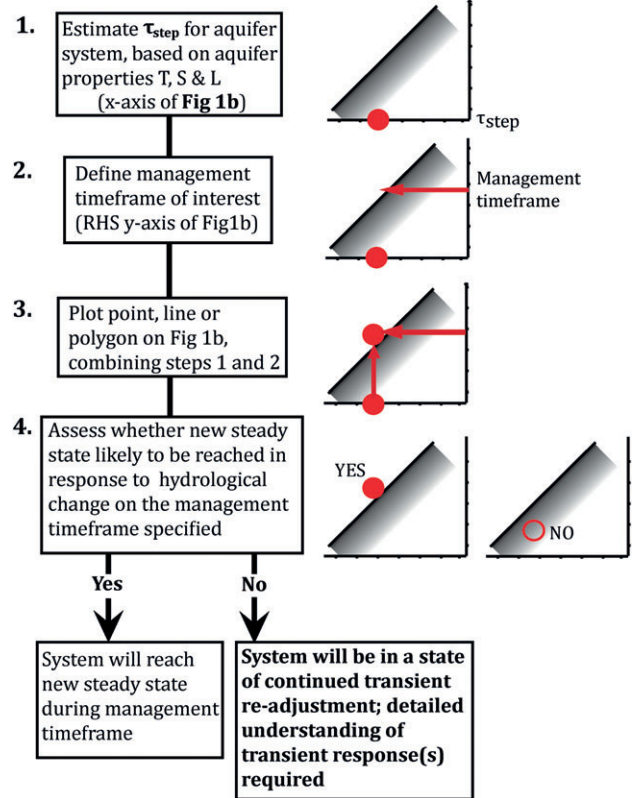 1.
Estimate τstep for aquifer
system, based on aquifer
properties T, S & L
(x-axis of Fig 1b)
τstep
2.
Define management
timeframe of interest
(RHS y-axis of Fig1b)
Management
timeframe
3.
Plot point, line or
polygon on Fig 1b,
combining steps 1 and 2
4.
Assess whether new steady
state likely to be reached in
response to hydrological
change on the management
timeframe specified
YES
NO
Yes
No
System will reach
new steady state
during management
timeframe
System will be in a state
of continued transient
re-adjustment; detailed
understanding of
transient response(s)
required